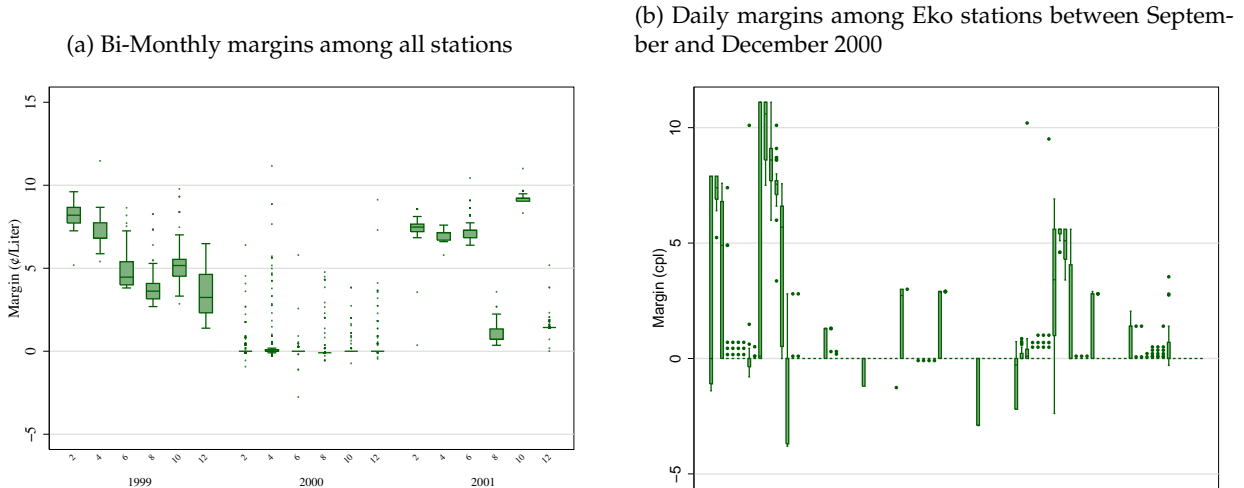 (a) Bi-Monthly margins among all stations
(b) Daily margins among Eko stations between Septem-
ber and December 2000
Margin (¢/Liter)
15
10
5
0
−5
2 4 6 8 10 12 2 4 6 8 10 12 2 4 6 8 10 12
1999 2000 2001
Margin (cpl)
10
5
0
−5